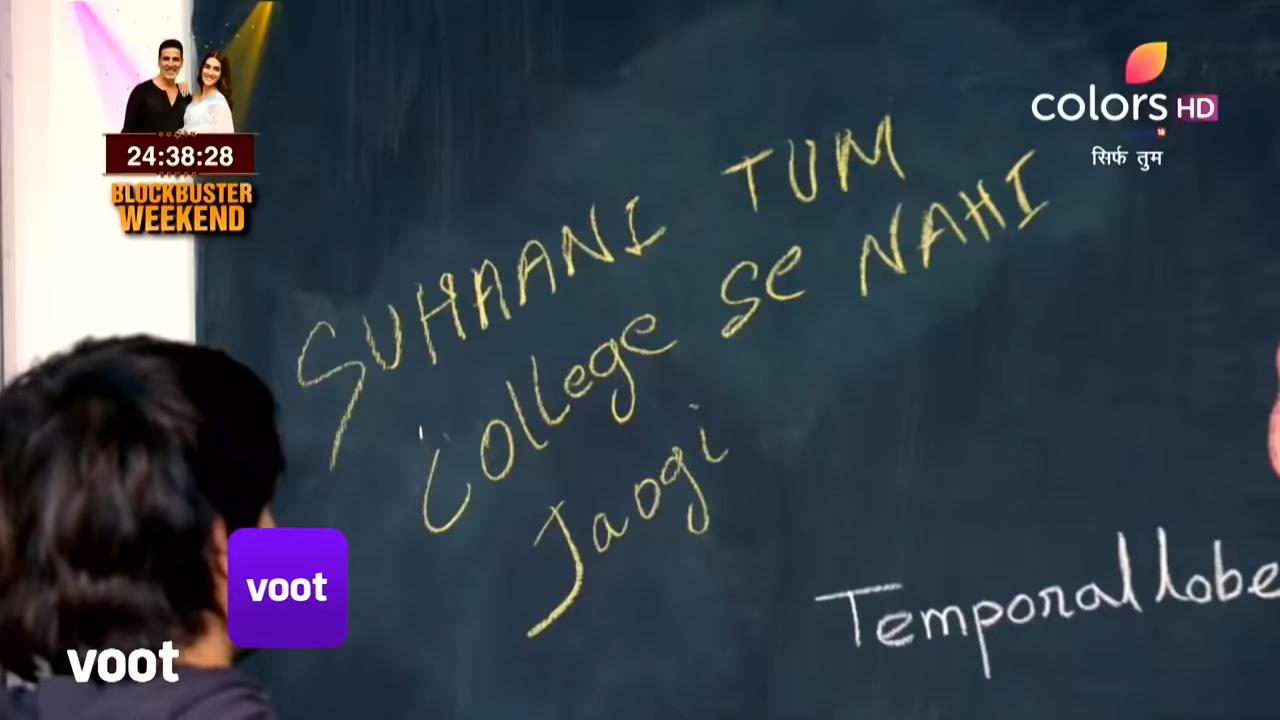 24:38:28
BLOCKBUSTER
WEEKEND
colors HD
सिर्फ तुम
SUHAANI TUM
College Se NAHI
Jaogi
Temporal lobe
voot
voot